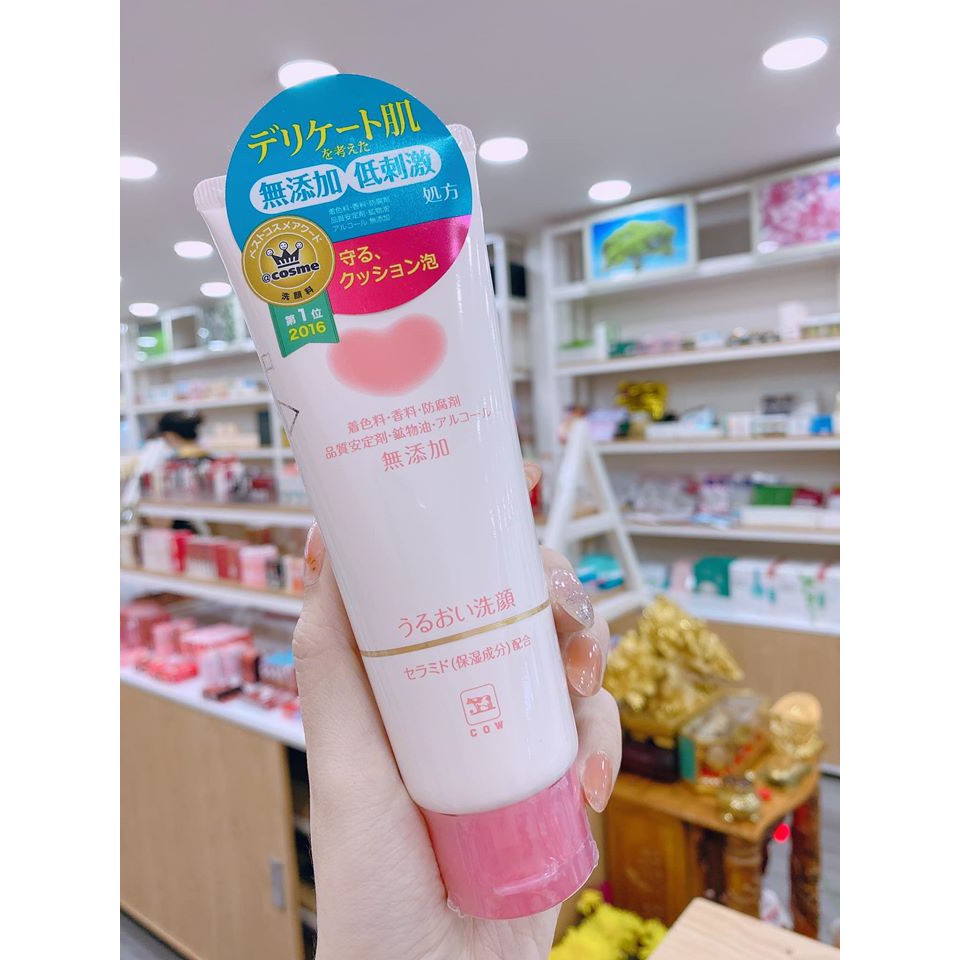 デリケート肌
を考えた
無添加 低刺激
処方
着色料・香料・防腐剤
品質安定剤・鉱物油
アルコール 無添加
ベストコスメアワード
@cosme
洗顔料
第1位
2016
守る、
クッション泡
着色料・香料・防腐剤
品質安定剤・鉱物油・アルコール
無添加
うるおい洗顔
セラミド(保湿成分)配合
COW